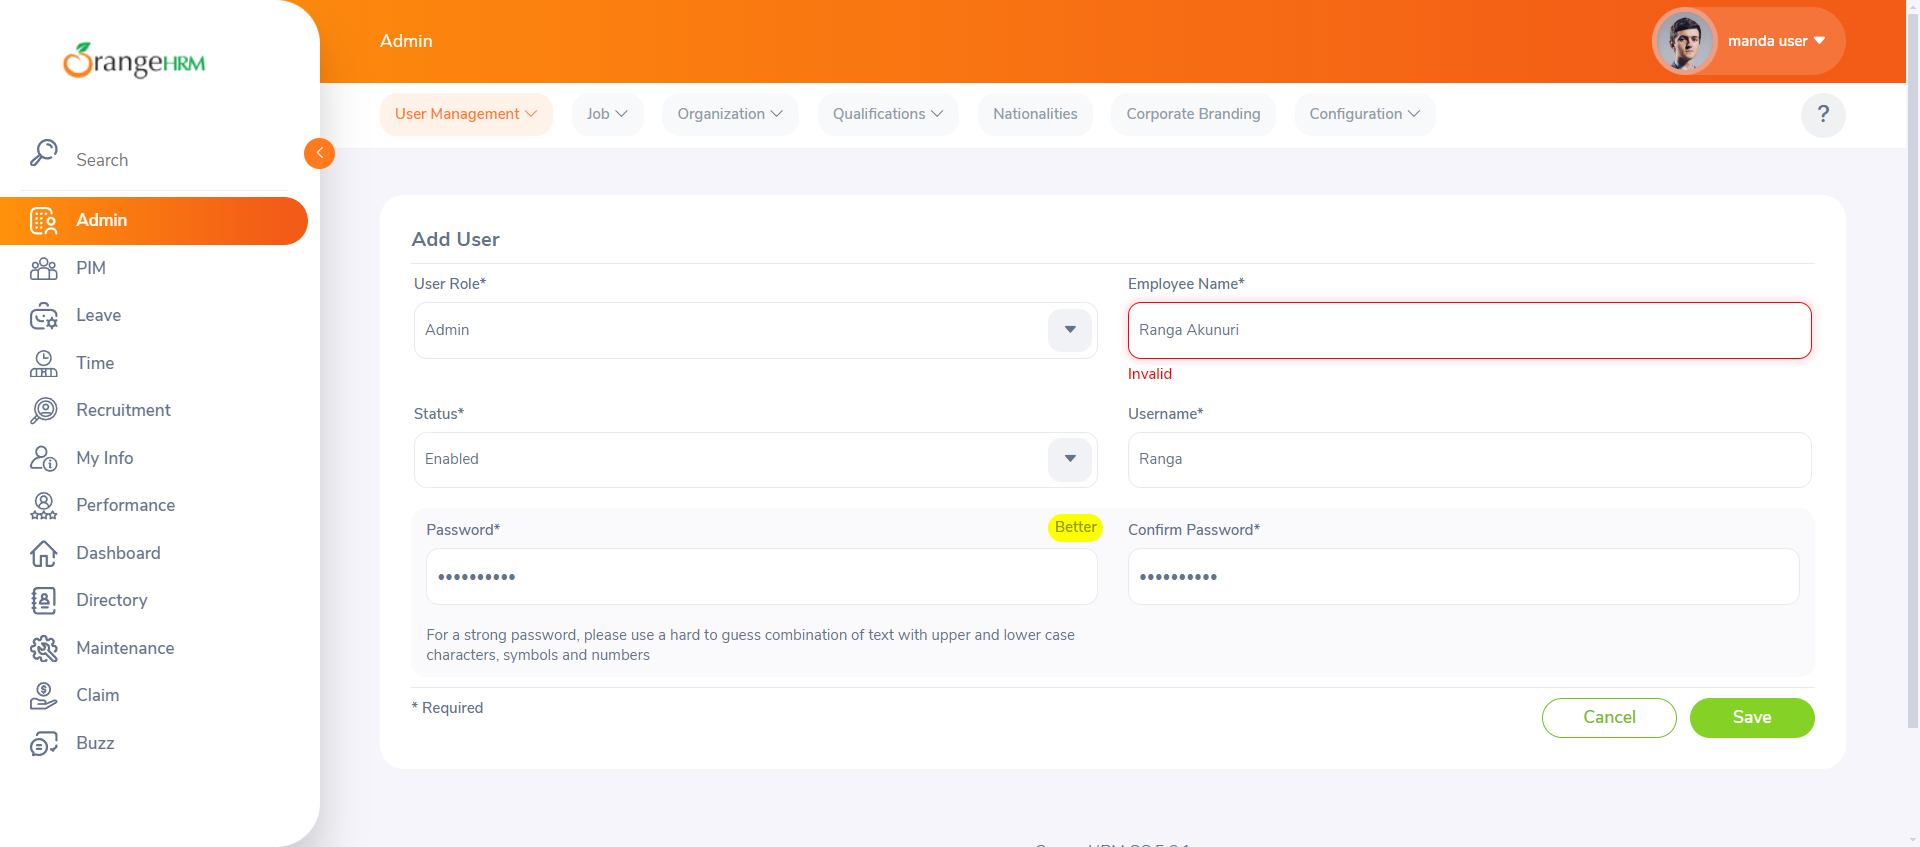 OrangeHRM
Admin
manda user
User Management
Job
Organization
Qualifications
Nationalities
Corporate Branding
Configuration
?
Search
Admin
PIM
Leave
Time
Recruitment
My Info
Performance
Dashboard
Directory
Maintenance
Claim
Buzz
Add User
User Role*
Employee Name*
Admin
Ranga Akunuri
Invalid
Status*
Username*
Enabled
Ranga
Password*
Better
Confirm Password*
••••••••••
••••••••••
For a strong password, please use a hard to guess combination of text with upper and lower case
characters, symbols and numbers
* Required
Cancel
Save